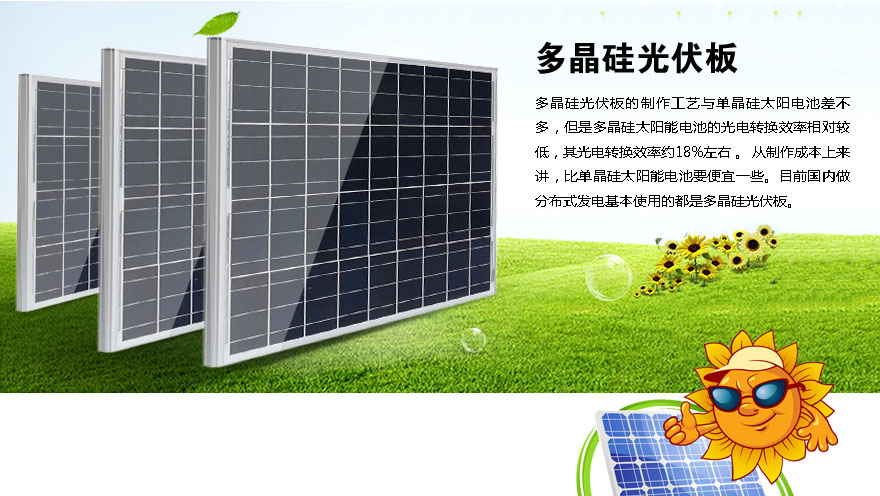 多晶硅光伏板
多晶硅光伏板的制作工艺与单晶硅太阳电池差不
多，但是多晶硅太阳能电池的光电转换效率相对较
低，其光电转换效率约18%左右 。 从制作成本上来
讲，比单晶硅太阳能电池要便宜一些。目前国内做
分布式发电基本使用的都是多晶硅光伏板。